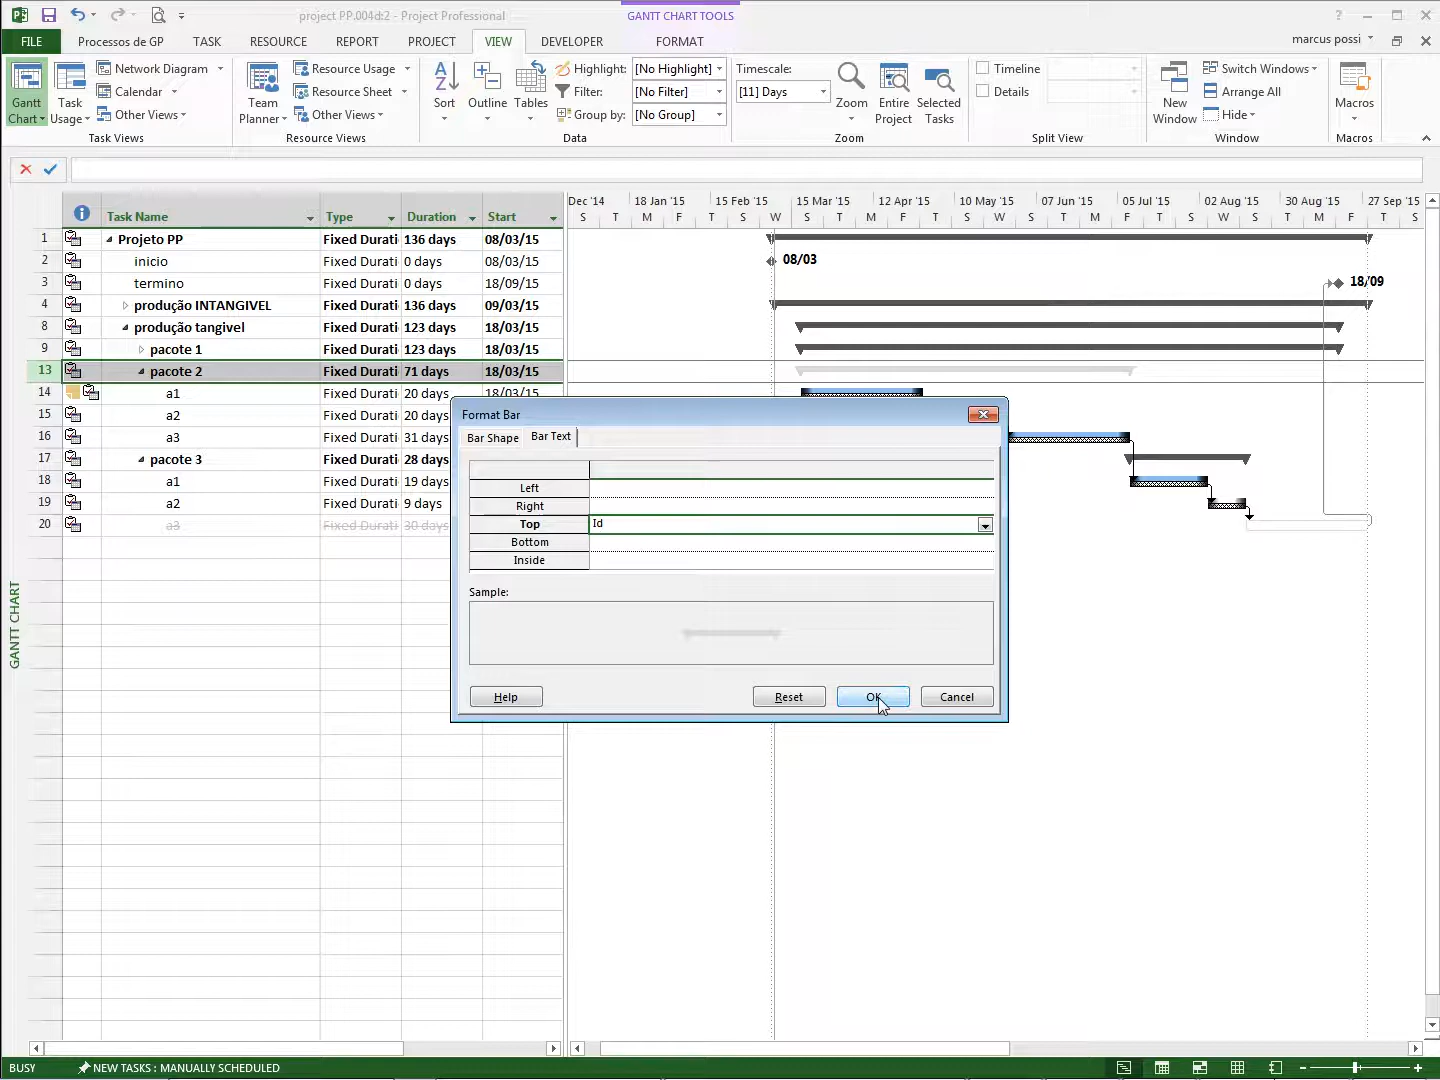 project PP.004dt2 - Project Professional
GANTT CHART TOOLS
FILE
Processos de GP
TASK
RESOURCE
REPORT
PROJECT
VIEW
DEVELOPER
FORMAT
marcus possi
Gantt Chart
Task Usage
Network Diagram
Calendar
Other Views
Task Views
Team Planner
Resource Usage
Resource Sheet
Other Views
Resource Views
Sort
Outline
Tables
Highlight: [No Highlight]
Filter: [No Filter]
Group by: [No Group]
Data
Timescale:
[11] Days
Zoom
Entire Project
Selected Tasks
Zoom
Timeline
Details
Split View
New Window
Switch Windows
Arrange All
Hide
Window
Macros
Macros
Task Name Type Duration Start
Dec '14 18 Jan '15 15 Feb '15 15 Mar '15 12 Apr '15 10 May '15 07 Jun '15 05 Jul '15 02 Aug '15 30 Aug '15 27 Sep '15
S T M F T S W S T M F T S W S T M F T S W S T M F T S
1 Projeto PP Fixed Durati 136 days 08/03/15
2 inicio Fixed Durati 0 days 08/03/15
08/03
3 termino Fixed Durati 0 days 18/09/15
18/09
4 produção INTANGIVEL Fixed Durati 136 days 09/03/15
8 produção tangivel Fixed Durati 123 days 18/03/15
9 pacote 1 Fixed Durati 123 days 18/03/15
13 pacote 2 Fixed Durati 71 days 18/03/15
14 a1 Fixed Durati 20 days 18/03/15
15 a2 Fixed Durati 20 days
16 a3 Fixed Durati 31 days
17 pacote 3 Fixed Durati 28 days
18 a1 Fixed Durati 19 days
19 a2 Fixed Durati 9 days
20 a3 Fixed Durati 30 days
GANTT CHART
Format Bar
Bar Shape
Bar Text
Left
Right
Top Id
Bottom
Inside
Sample:
Help
Reset
OK
Cancel
BUSY
NEW TASKS : MANUALLY SCHEDULED